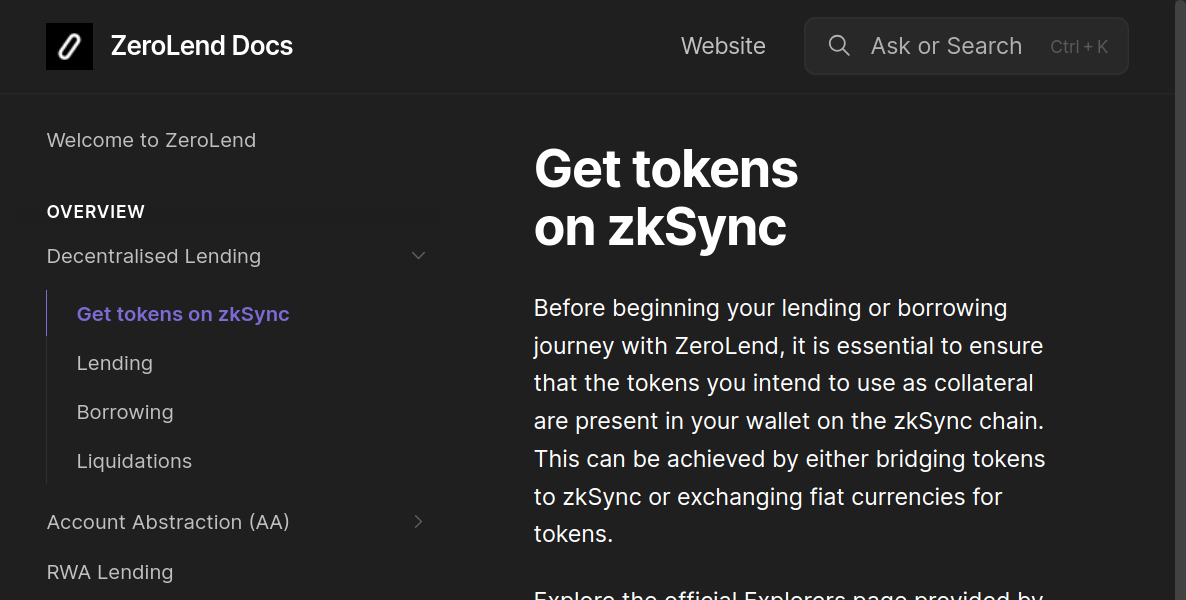 ZeroLend Docs
Website
Ask or Search
Ctrl + K
Welcome to ZeroLend
OVERVIEW
Decentralised Lending
Get tokens on zkSync
Lending
Borrowing
Liquidations
Account Abstraction (AA)
RWA Lending
Get tokens
on zkSync
Before beginning your lending or borrowing
journey with ZeroLend, it is essential to ensure
that the tokens you intend to use as collateral
are present in your wallet on the zkSync chain.
This can be achieved by either bridging tokens
to zkSync or exchanging fiat currencies for
tokens.
Explore the official Explorers page provided by